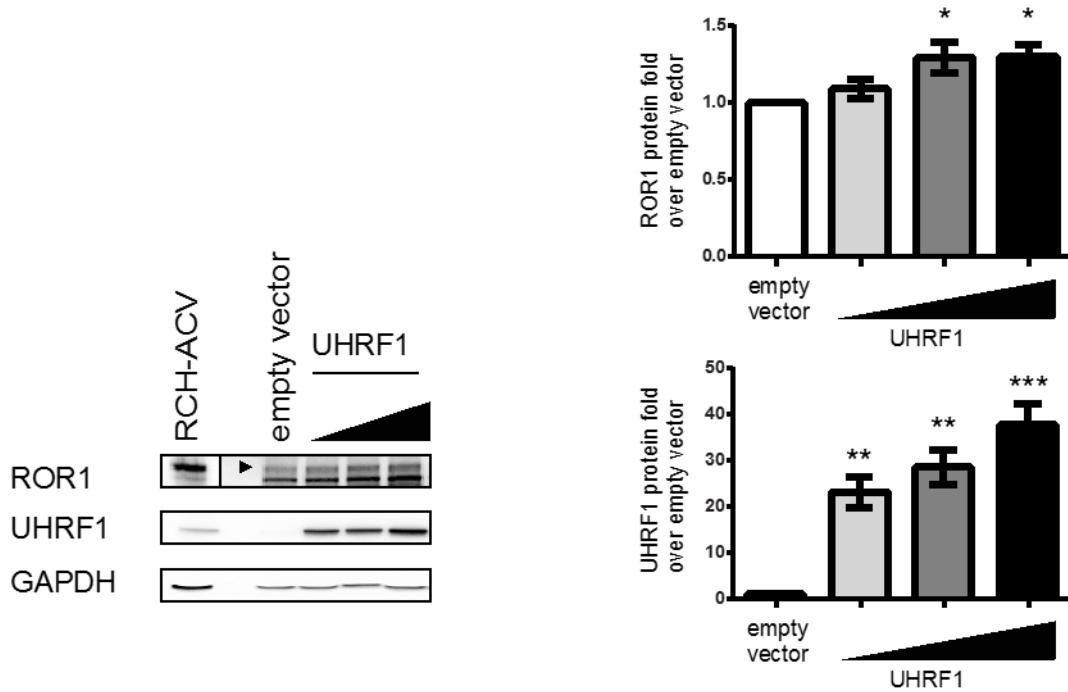 RCH-ACV
empty vector
UHRF1
ROR1
UHRF1
GAPDH
ROR1 protein fold
over empty vector
1.5
1.0
0.5
0.0
*
*
empty
vector
UHRF1
UHRF1 protein fold
over empty vector
50
40
30
20
10
0
**
**
***
empty
vector
UHRF1